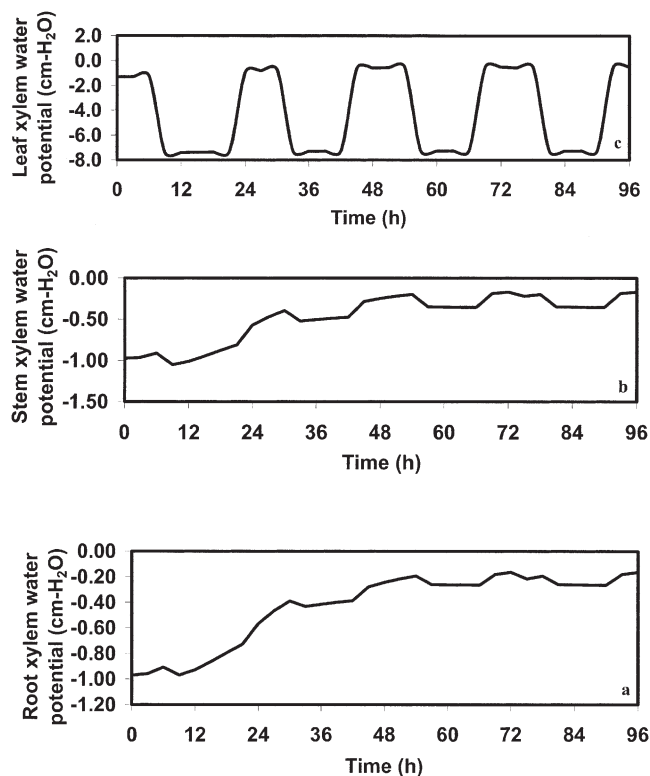 Leaf xylem water
potential (cm-H₂O)
2.0
0.0
-2.0
-4.0
-6.0
-8.0
c
0 12 24 36 48 60 72 84 96
Time (h)
Stem xylem water
potential (cm-H₂O)
0.00
-0.50
-1.00
-1.50
b
0 12 24 36 48 60 72 84 96
Time (h)
Root xylem water
potential (cm-H₂O)
0.00
-0.20
-0.40
-0.60
-0.80
-1.00
-1.20
a
0 12 24 36 48 60 72 84 96
Time (h)